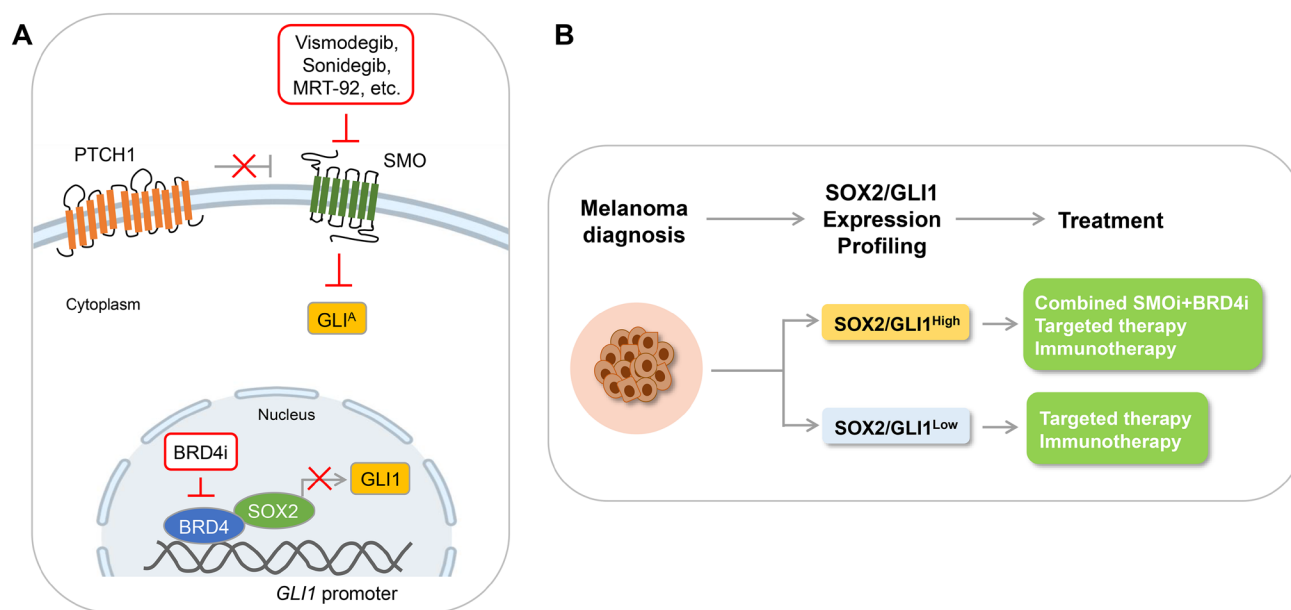 A
Vismodegib,
Sonidegib,
MRT-92, etc.
PTCH1
SMO
Cytoplasm
GLIᴬ
Nucleus
BRD4i
GLI1
SOX2
BRD4
GLI1 promoter
B
Melanoma
diagnosis
SOX2/GLI1
Expression
Profiling
Treatment
SOX2/GLI1High
Combined SMOi+BRD4i
Targeted therapy
Immunotherapy
SOX2/GLI1Low
Targeted therapy
Immunotherapy